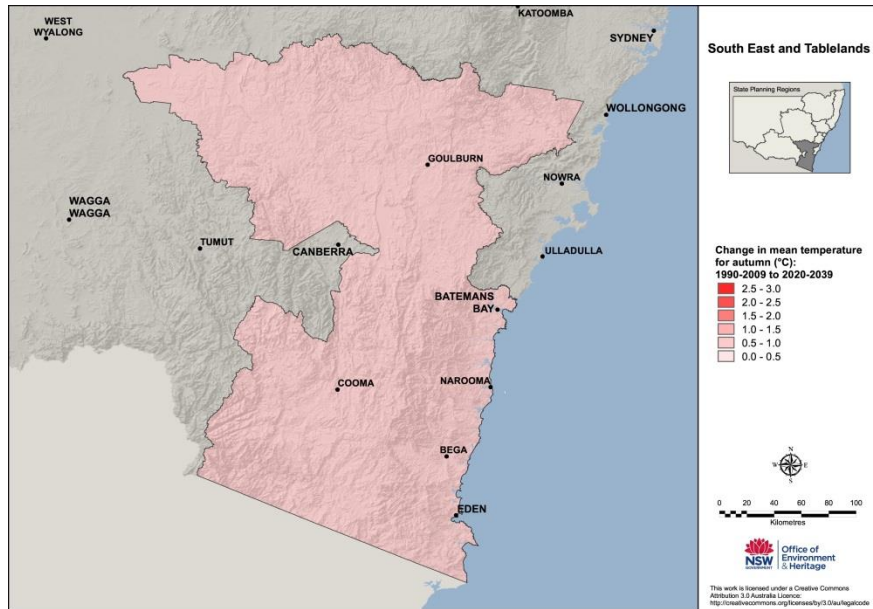 WEST
WYALONG
KATOOMBA
SYDNEY
WOLLONGONG
GOULBURN
NOWRA
WAGGA
WAGGA
TUMUT
CANBERRA
ULLADULLA
BATEMANS
BAY
COOMA
NAROOMA
BEGA
EDEN
South East and Tablelands
State Planning Regions
Change in mean temperature
for autumn (°C):
1990-2009 to 2020-2039
2.5 - 3.0
2.0 - 2.5
1.5 - 2.0
1.0 - 1.5
0.5 - 1.0
0.0 - 0.5
N
W E
S
0 20 40 60 80 100
Kilometres
NSW
GOVERNMENT
Office of
Environment
& Heritage
This work is licensed under a Creative Commons
Attribution 3.0 Australia Licence:
http://creativecommons.org/licenses/by/3.0/au/legalcode